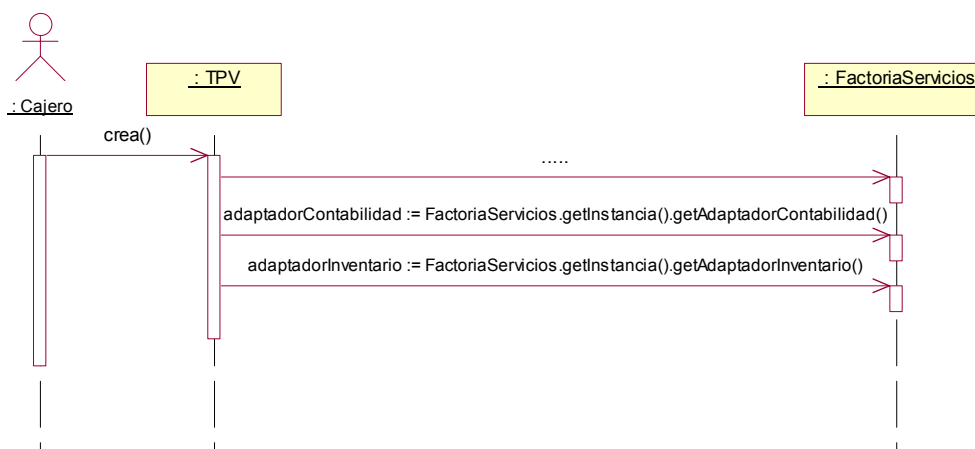 : Cajero
: TPV
: FactoriaServicios
crea()
.....
adaptadorContabilidad := FactoriaServicios.getInstancia().getAdaptadorContabilidad()
adaptadorInventario := FactoriaServicios.getInstancia().getAdaptadorInventario()